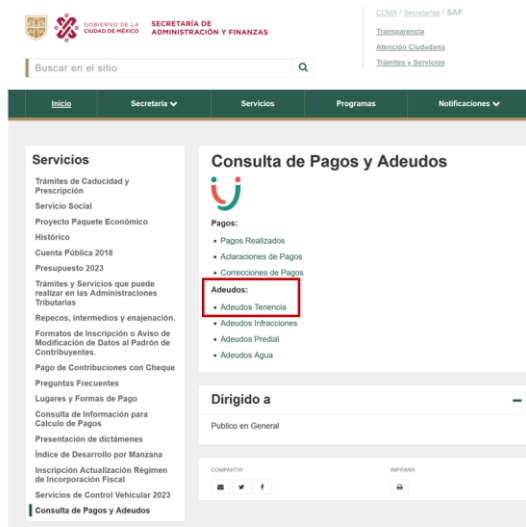 GOBIERNO DE LA
CIUDAD DE MÉXICO
SECRETARÍA DE
ADMINISTRACIÓN Y FINANZAS
CDMX / Secretarías / SAF
Transparencia
Atención Ciudadana
Trámites y Servicios
Buscar en el sitio
Inicio
Secretaría
Servicios
Programas
Notificaciones
Servicios
Trámites de Caducidad y
Prescripción
Servicio Social
Proyecto Paquete Económico
Histórico
Cuenta Pública 2018
Presupuesto 2023
Trámites y Servicios que puede
realizar en las Administraciones
Tributarias
Repecos, intermedios y enajenación.
Formatos de Inscripción o Aviso de
Modificación de Datos al Padrón de
Contribuyentes.
Pago de Contribuciones con Cheque
Preguntas Frecuentes
Lugares y Formas de Pago
Consulta de Información para
Calculo de Pagos
Presentación de dictámenes
Índice de Desarrollo por Manzana
Inscripción Actualización Régimen
de Incorporación Fiscal
Servicios de Control Vehicular 2023
Consulta de Pagos y Adeudos
Consulta de Pagos y Adeudos
Pagos:
• Pagos Realizados
• Aclaraciones de Pagos
• Correcciones de Pagos
Adeudos:
• Adeudos Tenencia
• Adeudos Infracciones
• Adeudos Predial
• Adeudos Agua
Dirigido a
Publico en General
COMPARTIR
IMPRIMIR